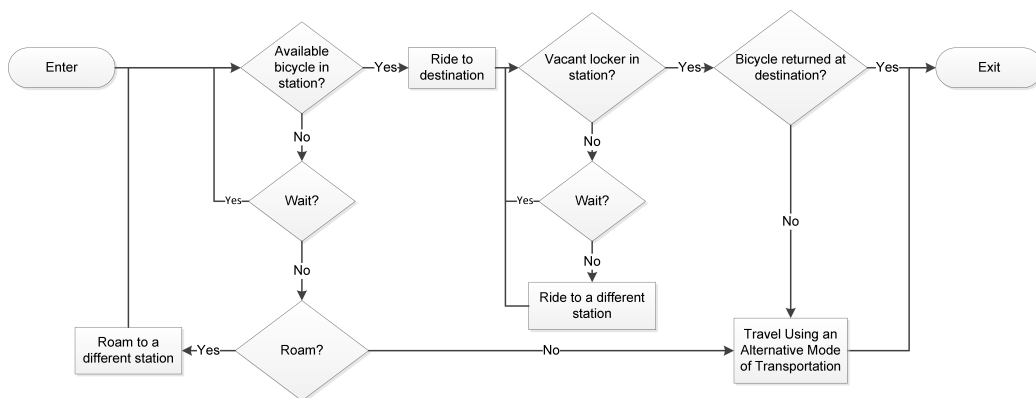 Enter
Available
bicycle in
station?
Yes
Ride to
destination
Vacant locker in
station?
Yes
Bicycle returned at
destination?
Yes
Exit
No
No
Yes
Wait?
Yes
Wait?
No
No
No
Ride to a different
station
Roam to a
different station
Yes
Roam?
No
Travel Using an
Alternative Mode
of Transportation